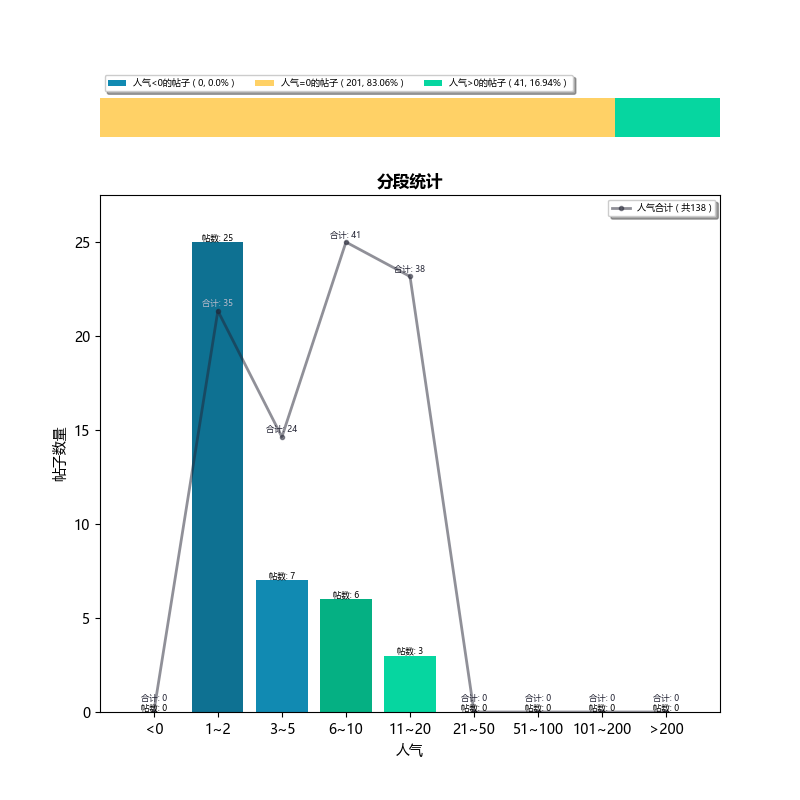 人气<0的帖子 ( 0, 0.0% ) 人气=0的帖子 ( 201, 83.06% ) 人气>0的帖子 ( 41, 16.94% )
分段统计
人气合计 ( 共138 )
帖子数量
25
20
15
10
5
0
帖数: 25
合计: 35
合计: 41
合计: 38
合计: 24
帖数: 7
帖数: 6
帖数: 3
合计: 0 合计: 0 合计: 0 合计: 0 合计: 0
帖数: 0 帖数: 0 帖数: 0 帖数: 0 帖数: 0
<0 1~2 3~5 6~10 11~20 21~50 51~100 101~200 >200
人气